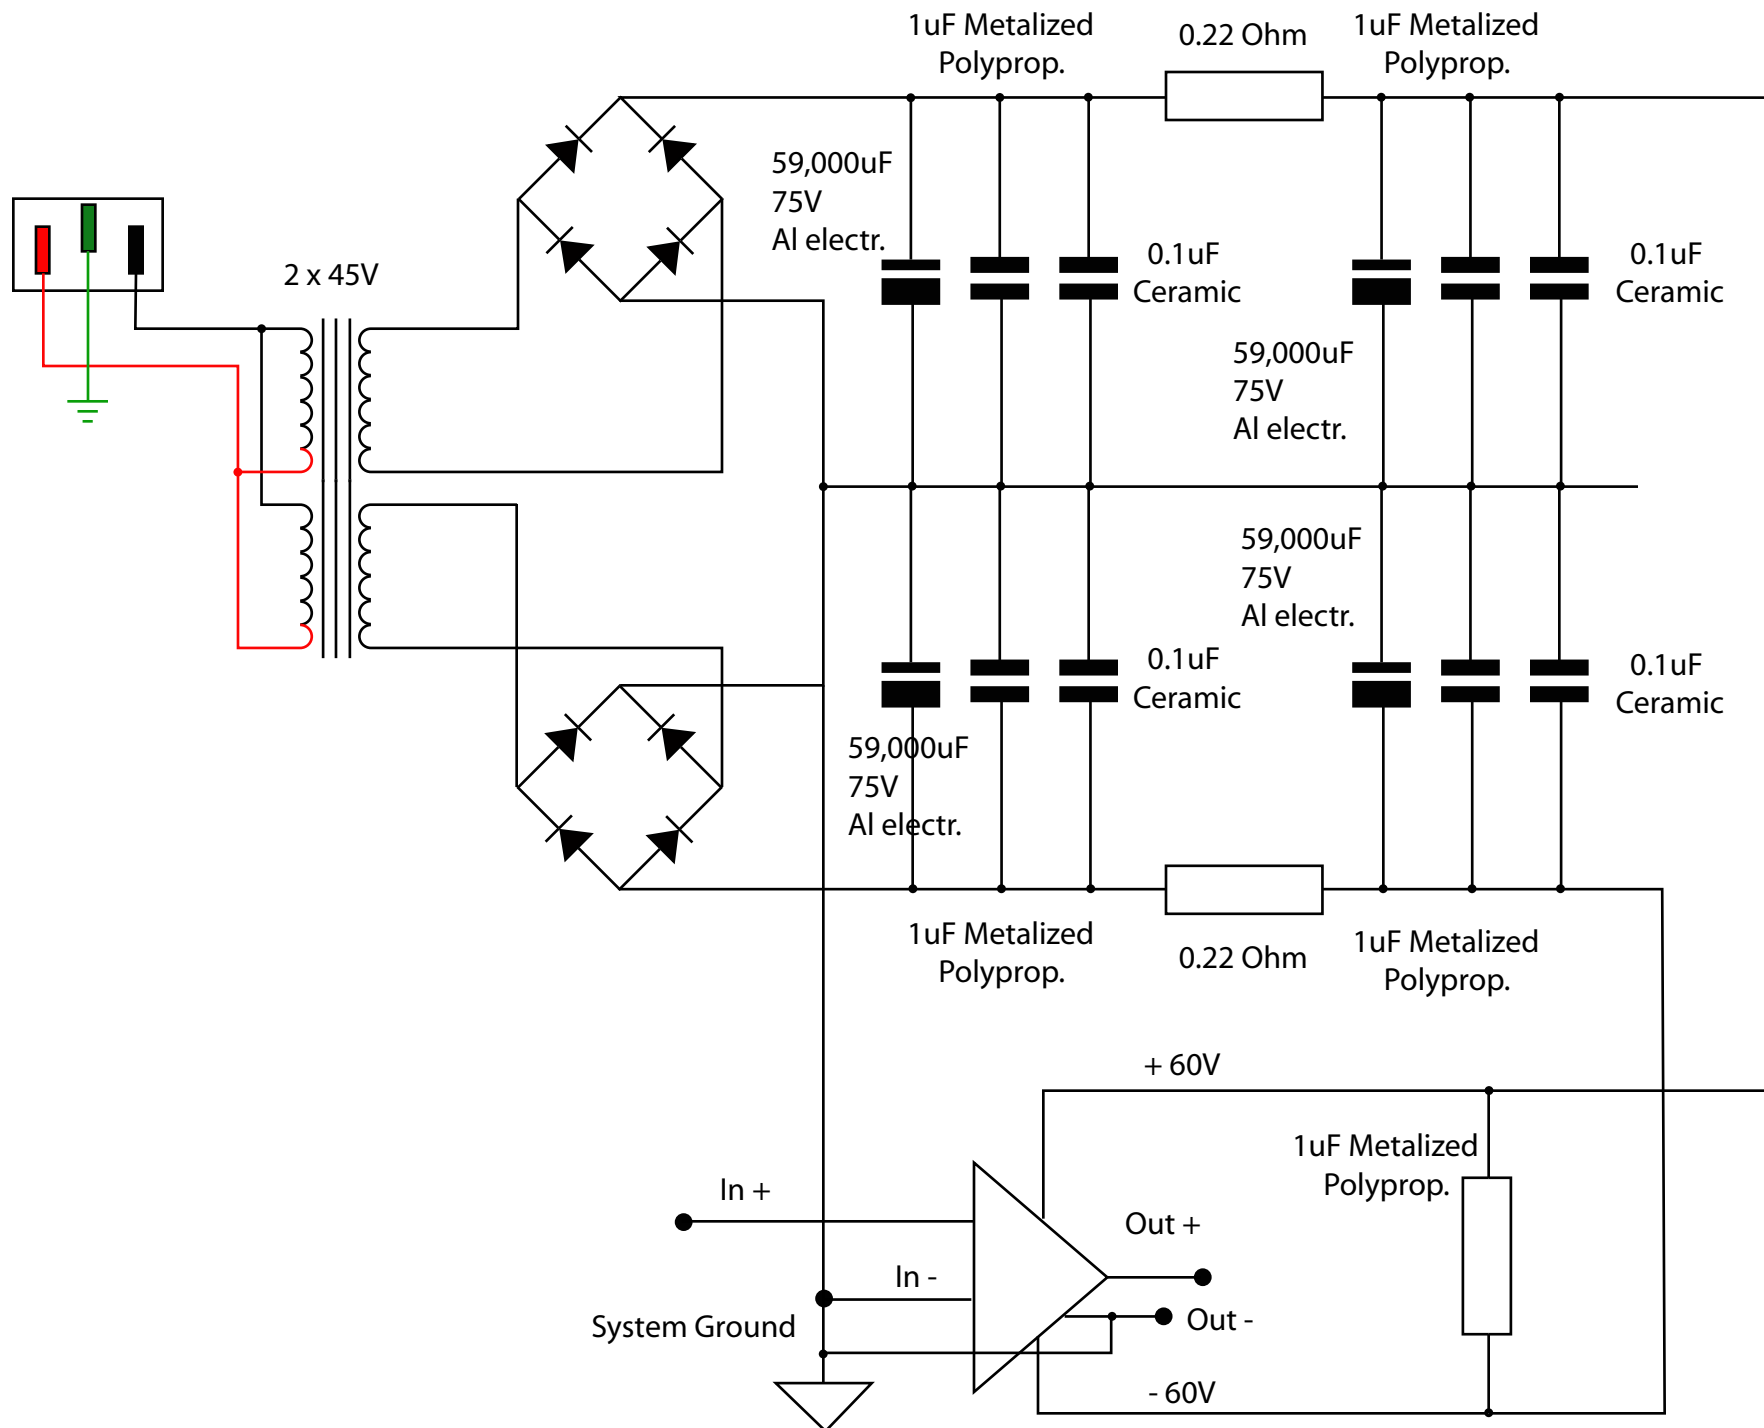 1uF Metalized
Polyprop.
0.22 Ohm
1uF Metalized
Polyprop.
59,000uF
75V
Al electr.
0.1uF
Ceramic
0.1uF
Ceramic
2 x 45V
59,000uF
75V
Al electr.
59,000uF
75V
Al electr.
0.1uF
Ceramic
0.1uF
Ceramic
59,000uF
75V
Al electr.
1uF Metalized
Polyprop.
0.22 Ohm
1uF Metalized
Polyprop.
+ 60V
1uF Metalized
Polyprop.
In +
Out +
In -
System Ground
Out -
- 60V